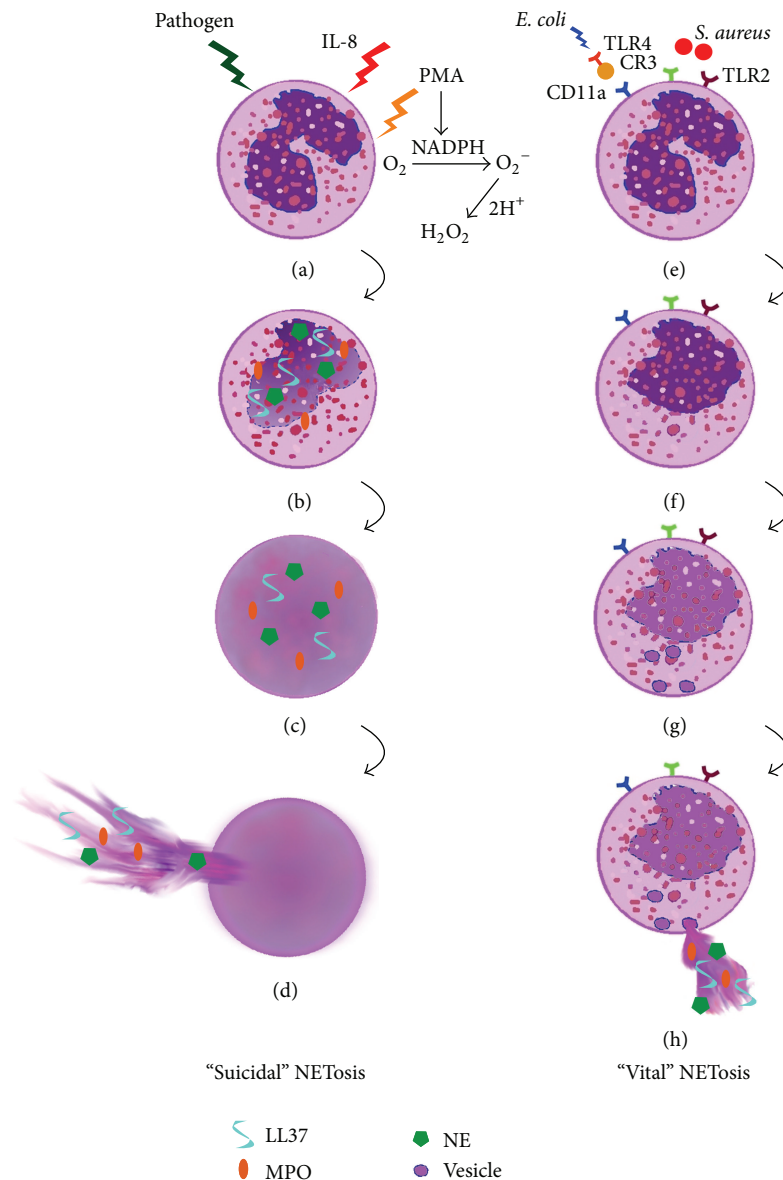 Pathogen
IL-8
PMA
NADPH
O₂
O₂⁻
2H⁺
H₂O₂
(a)
(b)
(c)
(d)
"Suicidal" NETosis
E. coli
TLR4
CR3
CD11a
S. aureus
TLR2
(e)
(f)
(g)
(h)
"Vital" NETosis
LL37
MPO
NE
Vesicle